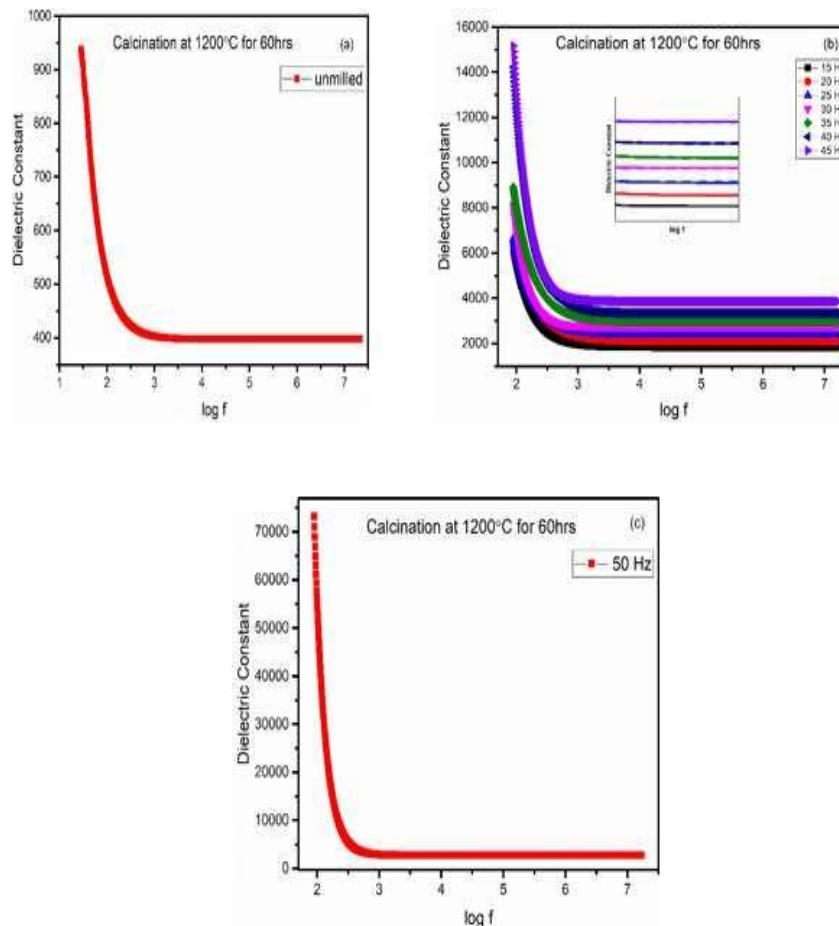 Calcination at 1200°C for 60hrs
(a)
unmilled
Dielectric Constant
1000
900
800
700
600
500
400
1
2
3
4
5
6
7
log f
Calcination at 1200°C for 60hrs
(b)
15 H
20 H
25 H
30 H
35 H
40 H
45 H
Dielectric Constant
16000
14000
12000
10000
8000
6000
4000
2000
Dielectric Constant
log f
2
3
4
5
6
7
log f
Calcination at 1200°C for 60hrs
(c)
50 Hz
Dielectric Constant
70000
60000
50000
40000
30000
20000
10000
0
2
3
4
5
6
7
log f